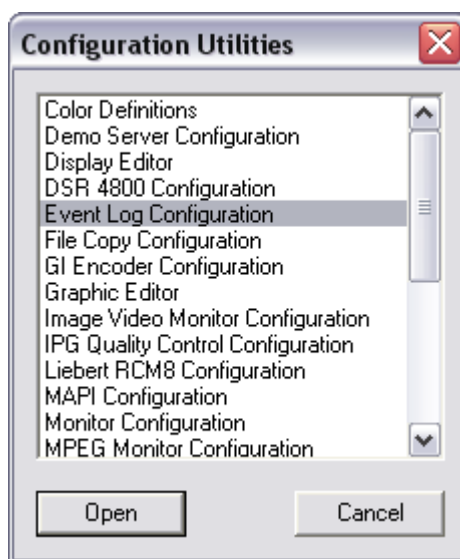 Configuration Utilities
Color Definitions
Demo Server Configuration
Display Editor
DSR 4800 Configuration
Event Log Configuration
File Copy Configuration
GI Encoder Configuration
Graphic Editor
Image Video Monitor Configuration
IPG Quality Control Configuration
Liebert RCM8 Configuration
MAPI Configuration
Monitor Configuration
MPEG Monitor Configuration
Open
Cancel